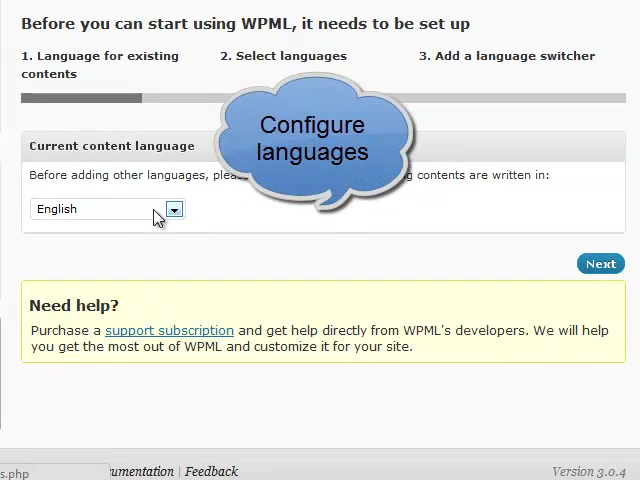 Before you can start using WPML, it needs to be set up
1. Language for existing contents
2. Select languages
3. Add a language switcher
Configure
languages
Current content language
Before adding other languages, contents are written in:
English
Next
Need help?
Purchase a support subscription and get help directly from WPML's developers. We will help
you get the most out of WPML and customize it for your site.
s.php
Documentation | Feedback
Version 3.0.4